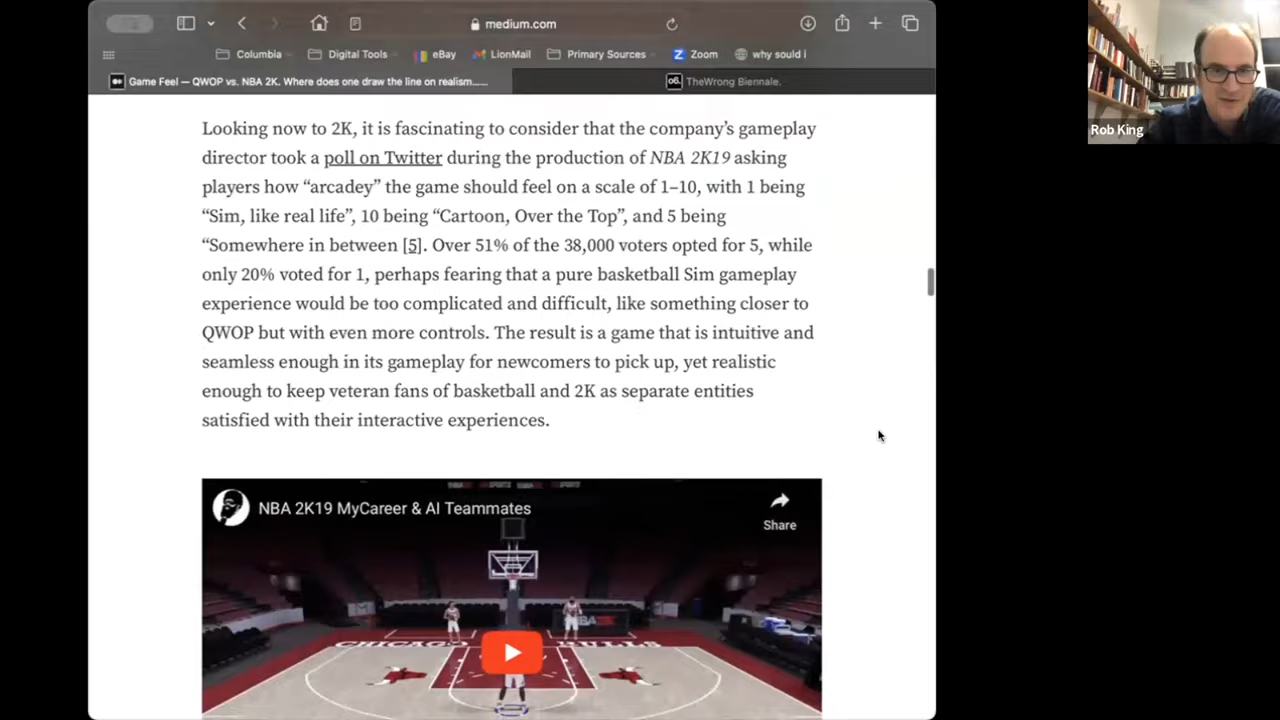 medium.com
Columbia
Digital Tools
eBay
LionMail
Primary Sources
Zoom
why sould i
Game Feel — QWOP vs. NBA 2K. Where does one draw the line on realism......
o6.
TheWrong Biennale.
Rob King
Looking now to 2K, it is fascinating to consider that the company's gameplay
director took a poll on Twitter during the production of NBA 2K19 asking
players how “arcadey” the game should feel on a scale of 1–10, with 1 being
“Sim, like real life”, 10 being “Cartoon, Over the Top”, and 5 being
“Somewhere in between [5]. Over 51% of the 38,000 voters opted for 5, while
only 20% voted for 1, perhaps fearing that a pure basketball Sim gameplay
experience would be too complicated and difficult, like something closer to
QWOP but with even more controls. The result is a game that is intuitive and
seamless enough in its gameplay for newcomers to pick up, yet realistic
enough to keep veteran fans of basketball and 2K as separate entities
satisfied with their interactive experiences.
NBA 2K19 MyCareer & AI Teammates
Share
CHICAGO BULLS